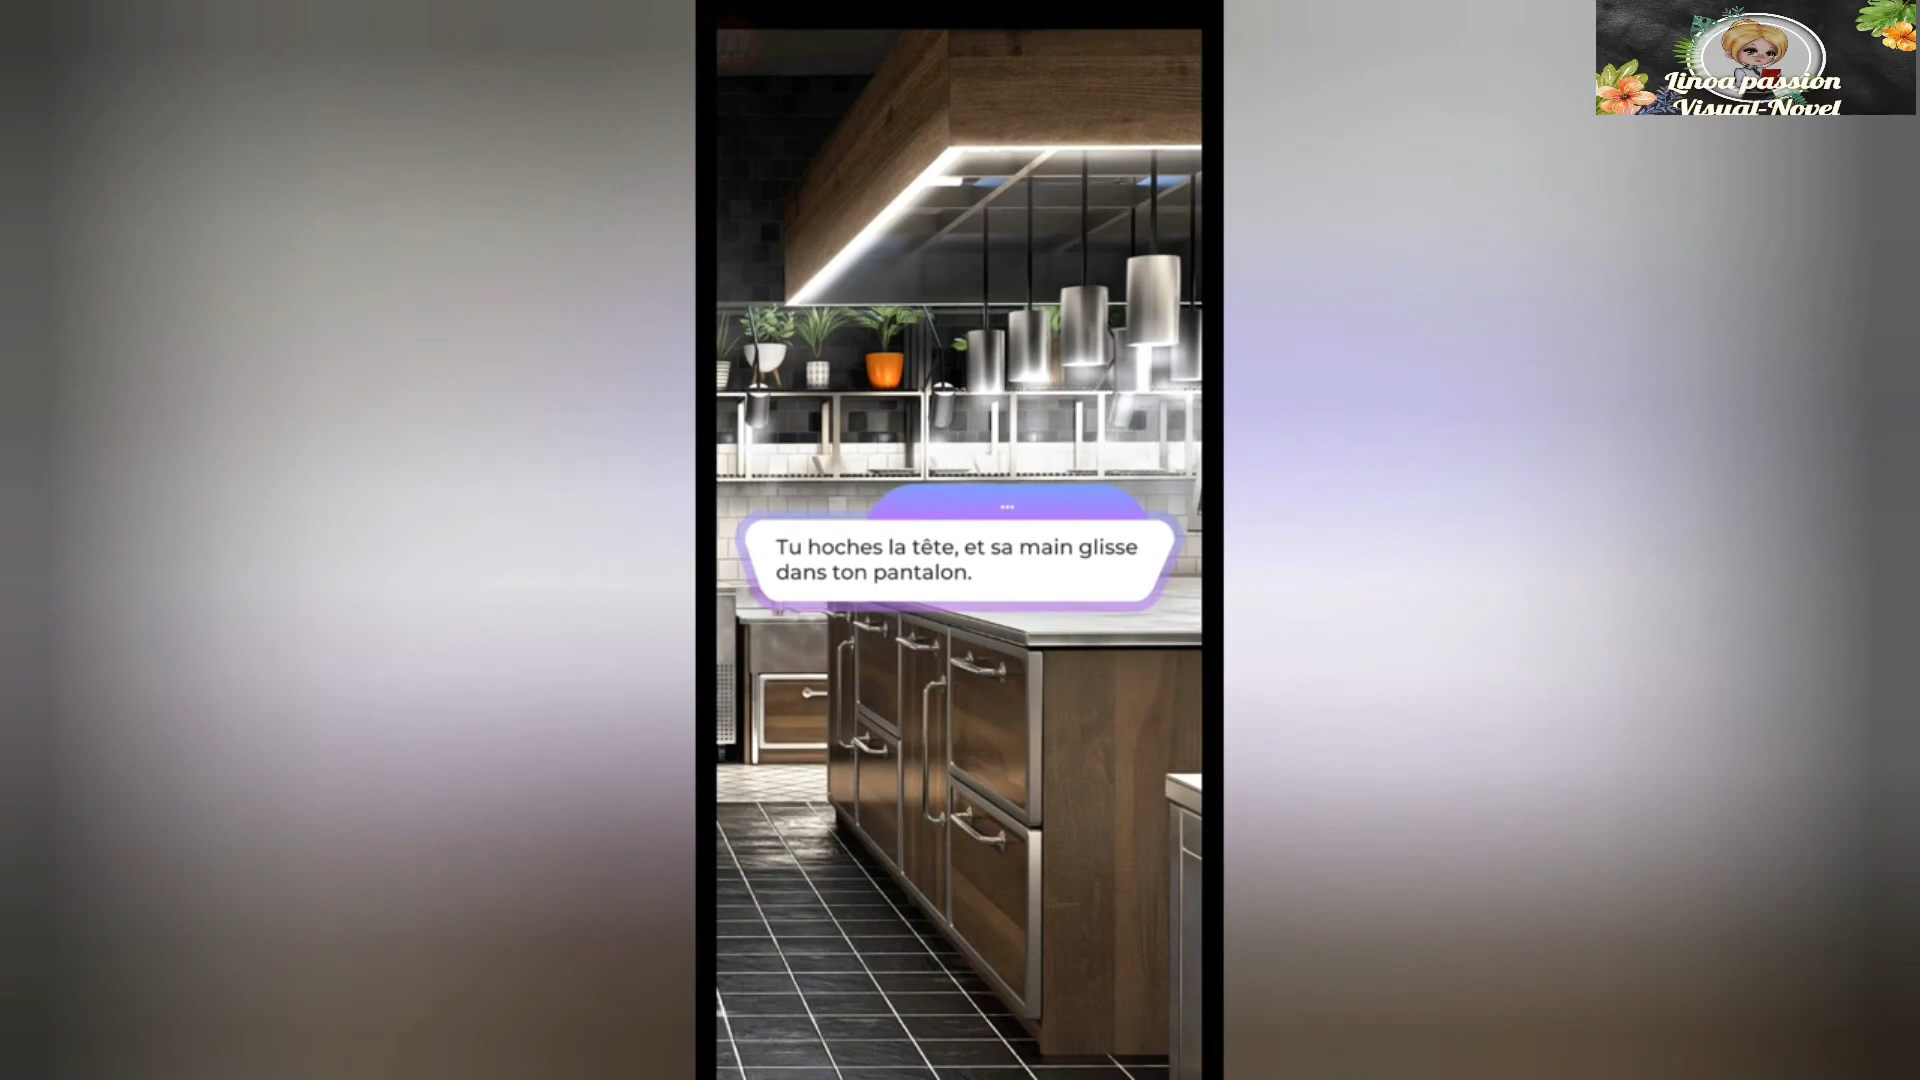 Linoa passion
Visual-Novel
...
Tu hoches la tête, et sa main glisse
dans ton pantalon.